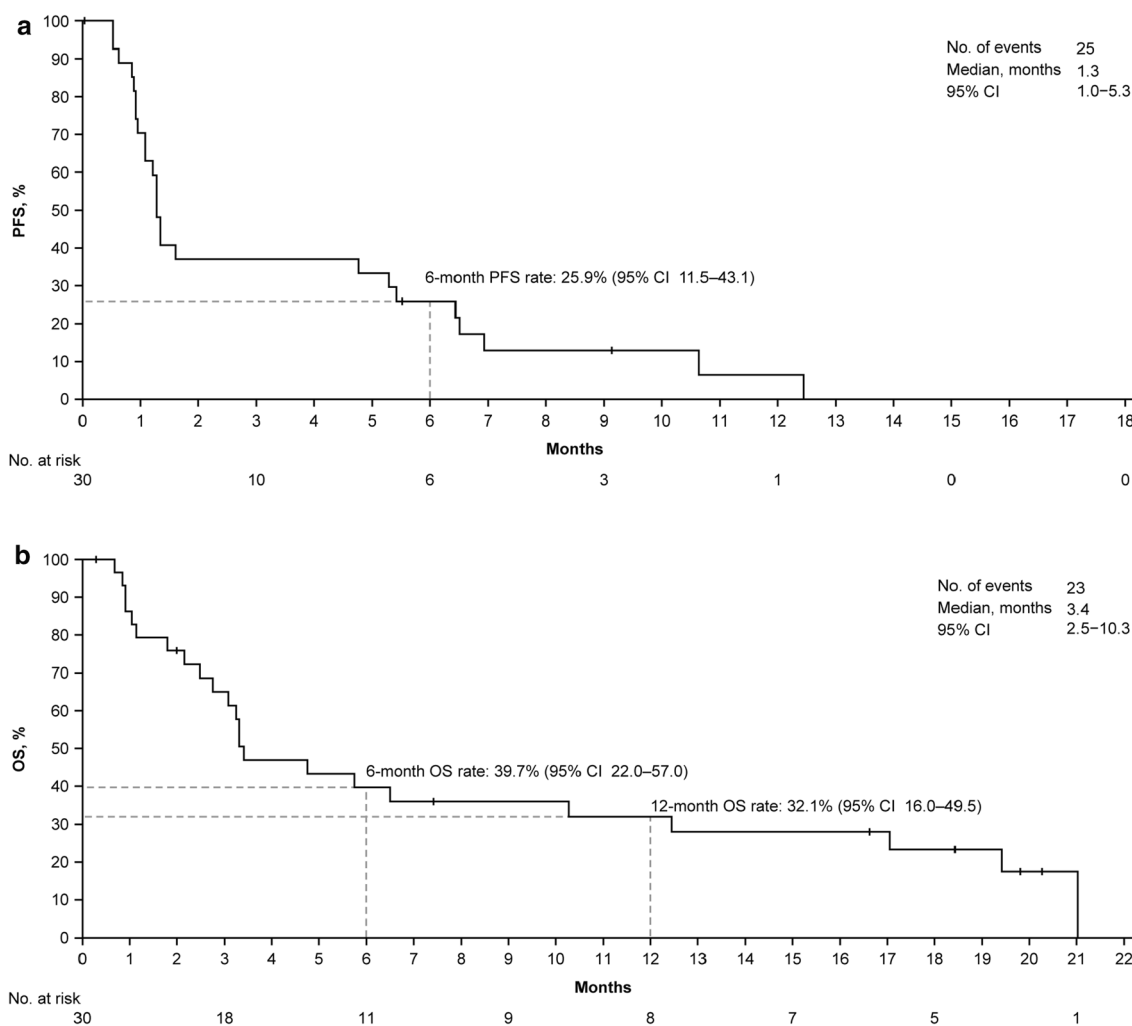 a
No. of events 25
Median, months 1.3
95% CI 1.0–5.3
PFS, %
100
90
80
70
60
50
40
30
20
10
0
6-month PFS rate: 25.9% (95% CI 11.5–43.1)
0 1 2 3 4 5 6 7 8 9 10 11 12 13 14 15 16 17 18
Months
No. at risk
30 10 6 3 1 0 0
b
No. of events 23
Median, months 3.4
95% CI 2.5–10.3
OS, %
100
90
80
70
60
50
40
30
20
10
0
6-month OS rate: 39.7% (95% CI 22.0–57.0)
12-month OS rate: 32.1% (95% CI 16.0–49.5)
0 1 2 3 4 5 6 7 8 9 10 11 12 13 14 15 16 17 18 19 20 21 22
Months
No. at risk
30 18 11 9 8 7 5 1